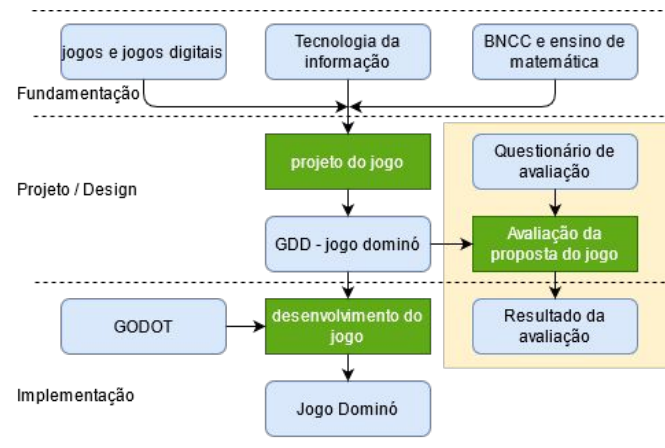 jogos e jogos digitais
Tecnologia da
informação
BNCC e ensino de
matemática
Fundamentação
projeto do jogo
Questionário de
avaliação
Projeto / Design
GDD - jogo dominó
Avaliação da
proposta do jogo
GODOT
desenvolvimento do
jogo
Resultado da
avaliação
Implementação
Jogo Dominó